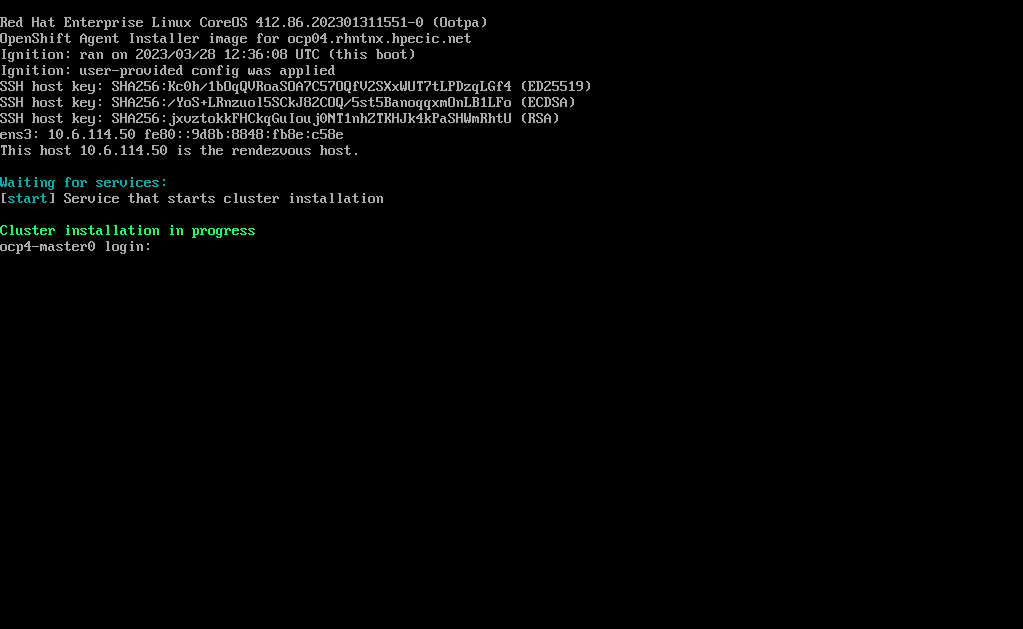 Red Hat Enterprise Linux CoreOS 412.86.202301311551-0 (Ootpa)
OpenShift Agent Installer image for ocp04.rhntnx.hpecic.net
Ignition: ran on 2023/03/28 12:36:08 UTC (this boot)
Ignition: user-provided config was applied
SSH host key: SHA256:Kc0h/1bOqQVRoaSOA7C57OQfV2SXxWUT7tLPDzqLGf4 (ED25519)
SSH host key: SHA256:/YoS+LRnzuol5SCkJ82COQ/5st5BanoqqxmOnLB1LFo (ECDSA)
SSH host key: SHA256:jxvztokkFHCkqGuIouj0NT1nhZTKHJk4kPaSHWmRhtU (RSA)
ens3: 10.6.114.50 fe80::9d8b:8848:fb8e:c58e
This host 10.6.114.50 is the rendezvous host.
Waiting for services:
[start] Service that starts cluster installation
Cluster installation in progress
ocp4-master0 login: